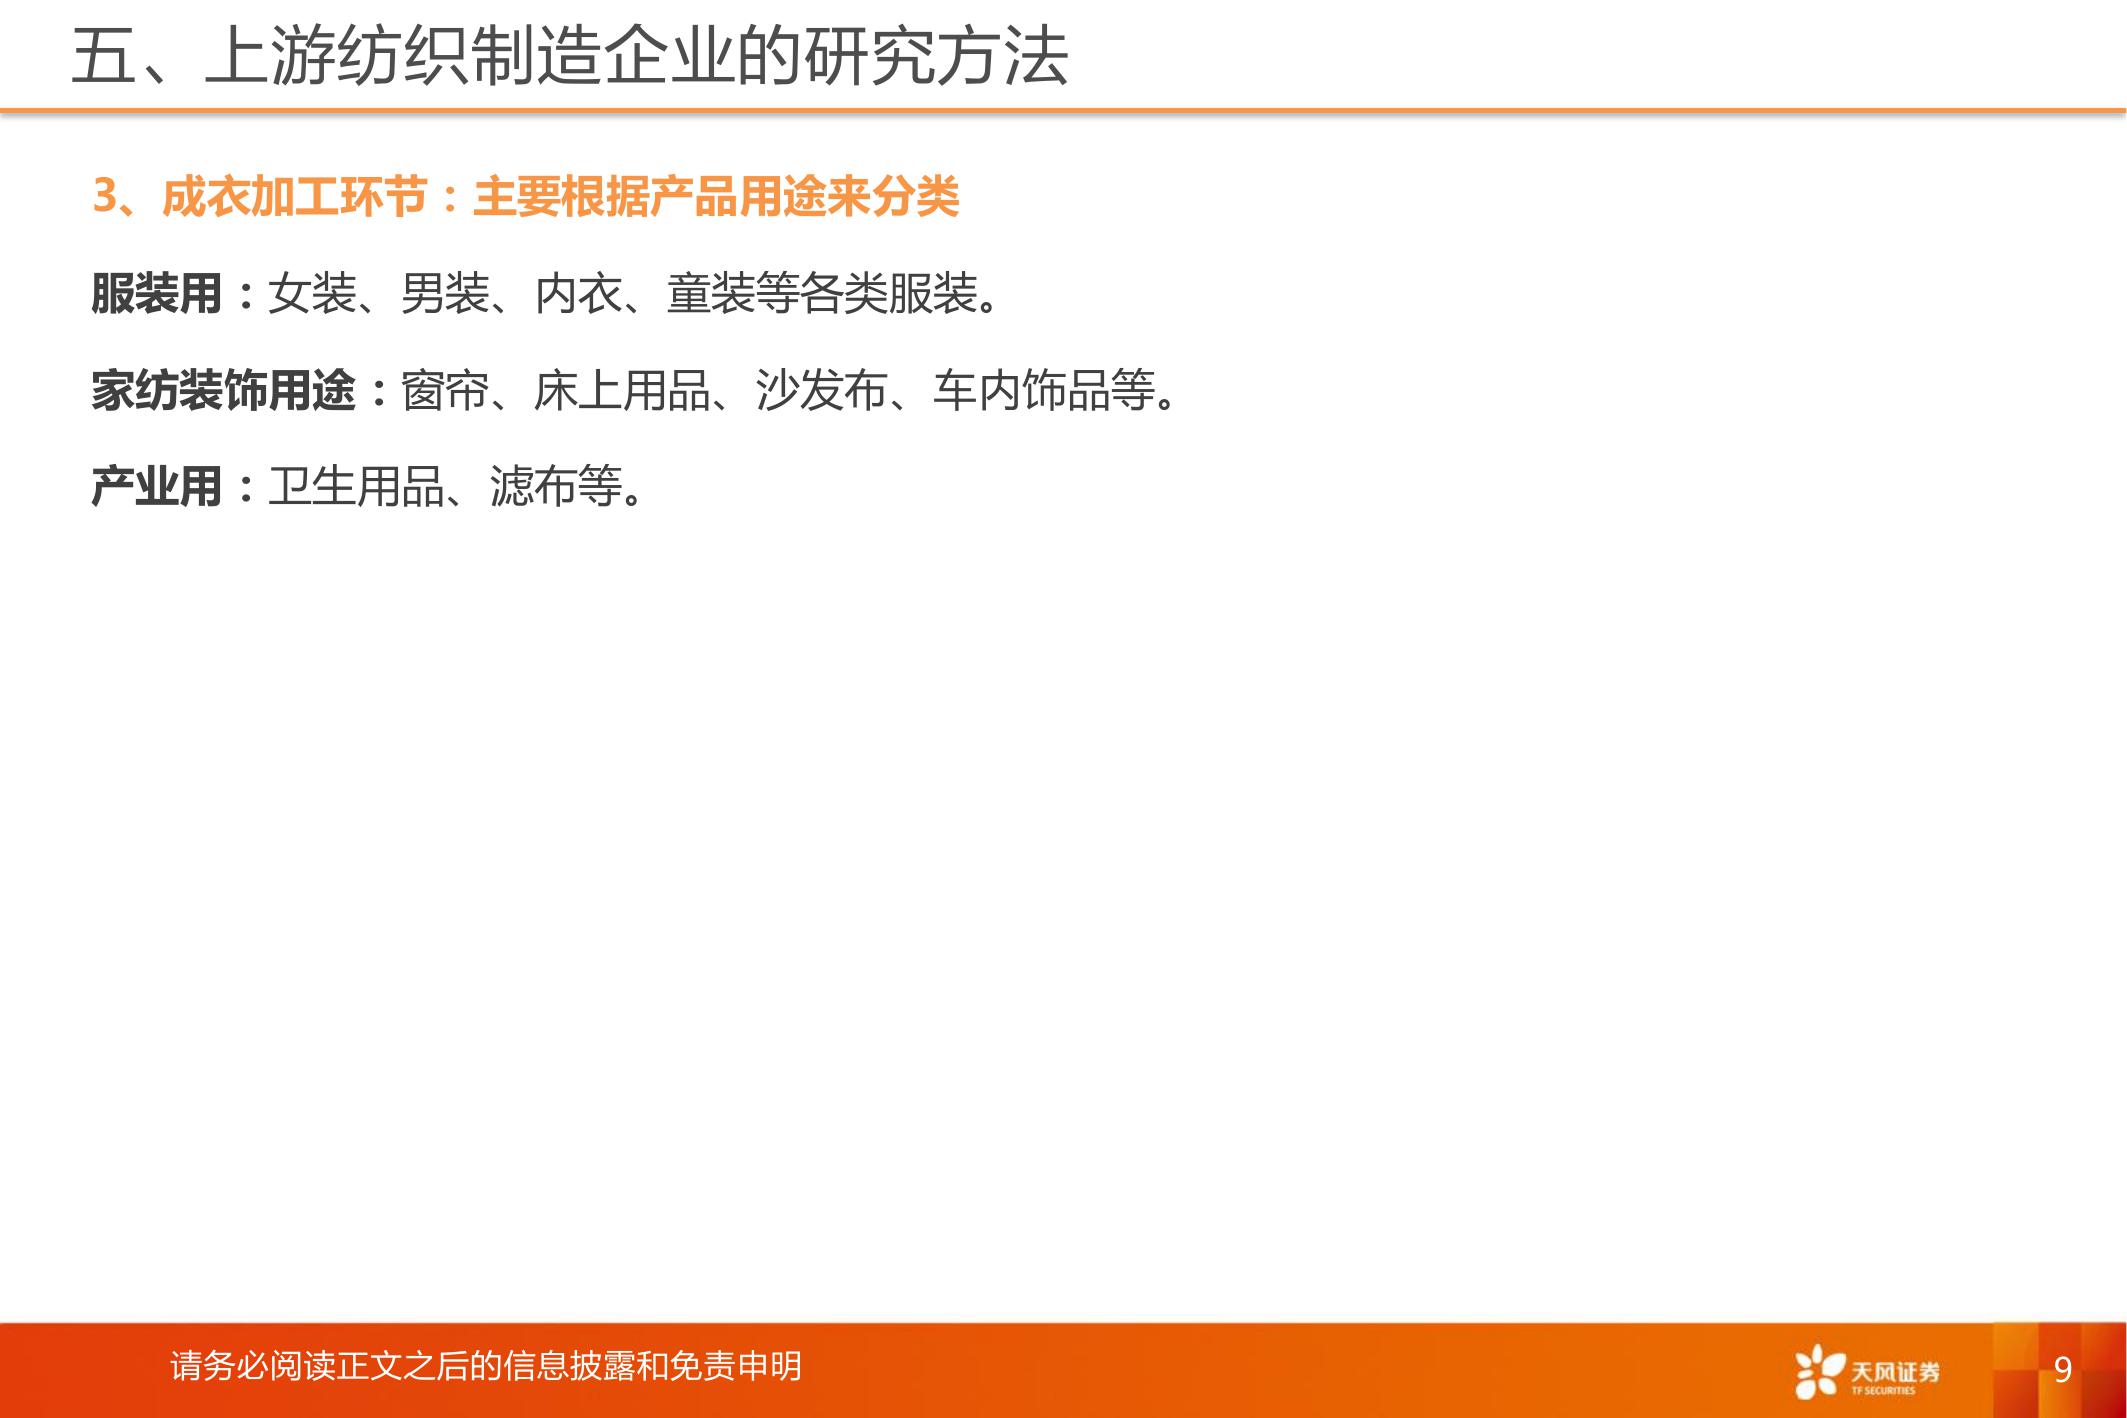 五、上游纺织制造企业的研究方法
3、成衣加工环节：主要根据产品用途来分类
服装用：女装、男装、内衣、童装等各类服装。
家纺装饰用途：窗帘、床上用品、沙发布、车内饰品等。
产业用：卫生用品、滤布等。
请务必阅读正文之后的信息披露和免责申明
天风证券
TF SECURITIES
9